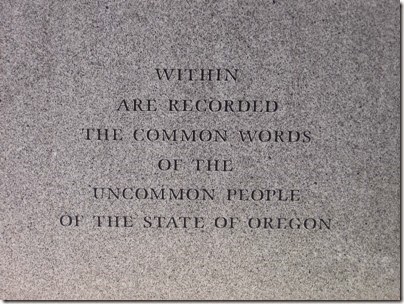 WITHIN
ARE RECORDED
THE COMMON WORDS
OF THE
UNCOMMON PEOPLE
OF THE STATE OF OREGON